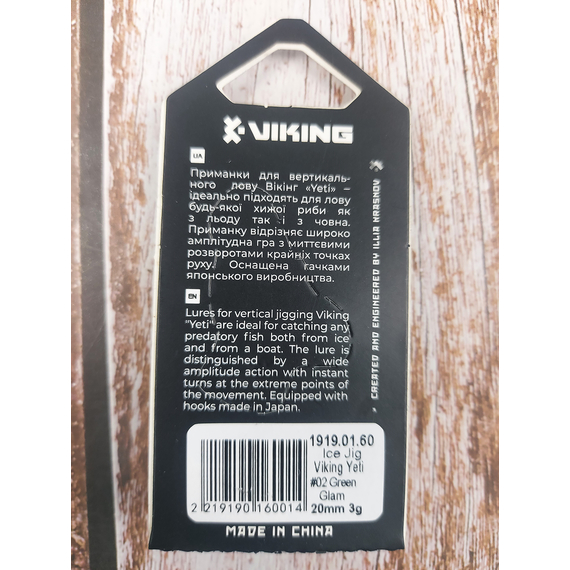 VIKING
UA
Приманки для вертикаль-
ного лову Вікінг «Yeti» –
ідеально підходять для лову
будь-якої хижої риби як
з льоду так і з човна.
Приманку відрізняє широко
амплітудна гра з миттєвими
розворотами крайніх точках
руху. Оснащена гачками
японського виробництва.
EN
Lures for vertical jigging Viking
"Yeti" are ideal for catching any
predatory fish both from ice
and from a boat. The lure is
distinguished by a wide
amplitude action with instant
turns at the extreme points of
the movement. Equipped with
hooks made in Japan.
CREATED AND ENGINEERED BY ILLIA KRASNOV
1919.01.60
Ice Jig
Viking Yeti
#02 Green
Glam
20mm 3g
2 219190 160014
MADE IN CHINA